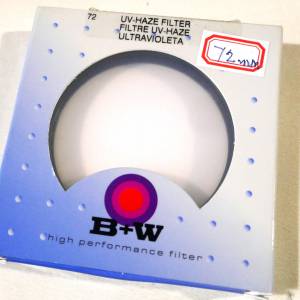 72
UV-HAZE FILTER
FILTRE UV-HAZE
ULTRAVIOLETA
72mm
B+W
high performance filter